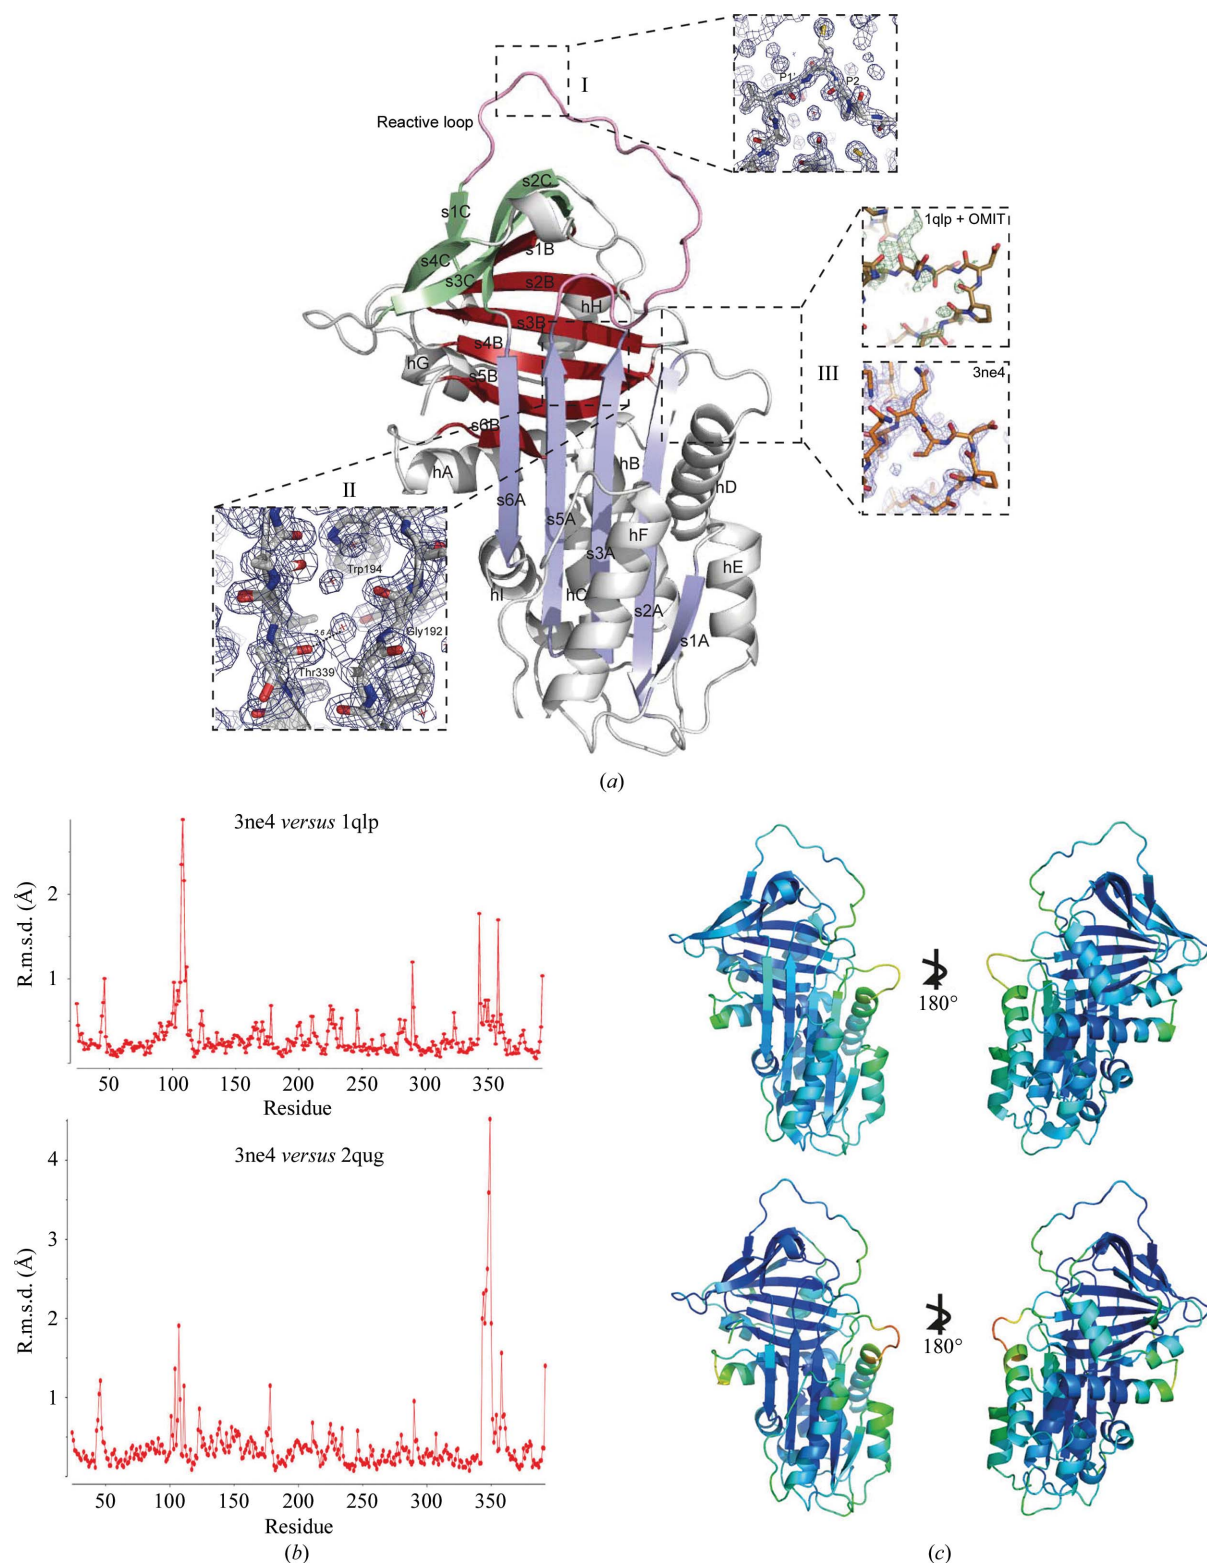 I
P1'
P2
Reactive loop
s2C
s1C
1qlp + OMIT
s1B
s4C
s3C
s2B
hH
s3B
s4B
hG
III
3ne4
s5B
s6B
hA
hB
hD
II
s6A
s5A
hF
s3A
hE
Trp194
hI
hC
s2A
Gly192
2.6
s1A
Thr339
(a)
3ne4 versus 1qlp
R.m.s.d. (Å)
2
1
50 100 150 200 250 300 350
Residue
180°
3ne4 versus 2qug
R.m.s.d. (Å)
4
3
2
1
50 100 150 200 250 300 350
Residue
180°
(b)
(c)